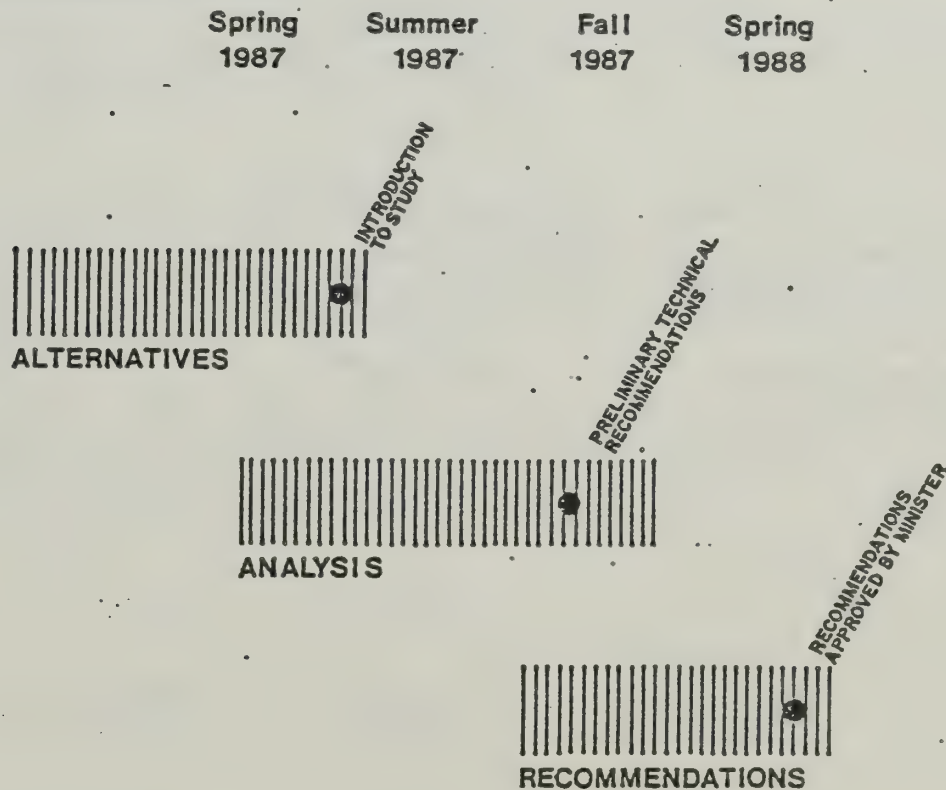 Spring Summer Fall Spring
1987 1987 1987 1988
INTRODUCTION
TO STUDY
ALTERNATIVES
PRELIMINARY TECHNICAL
RECOMMENDATIONS
ANALYSIS
RECOMMENDATIONS
APPROVED BY MINISTER
RECOMMENDATIONS